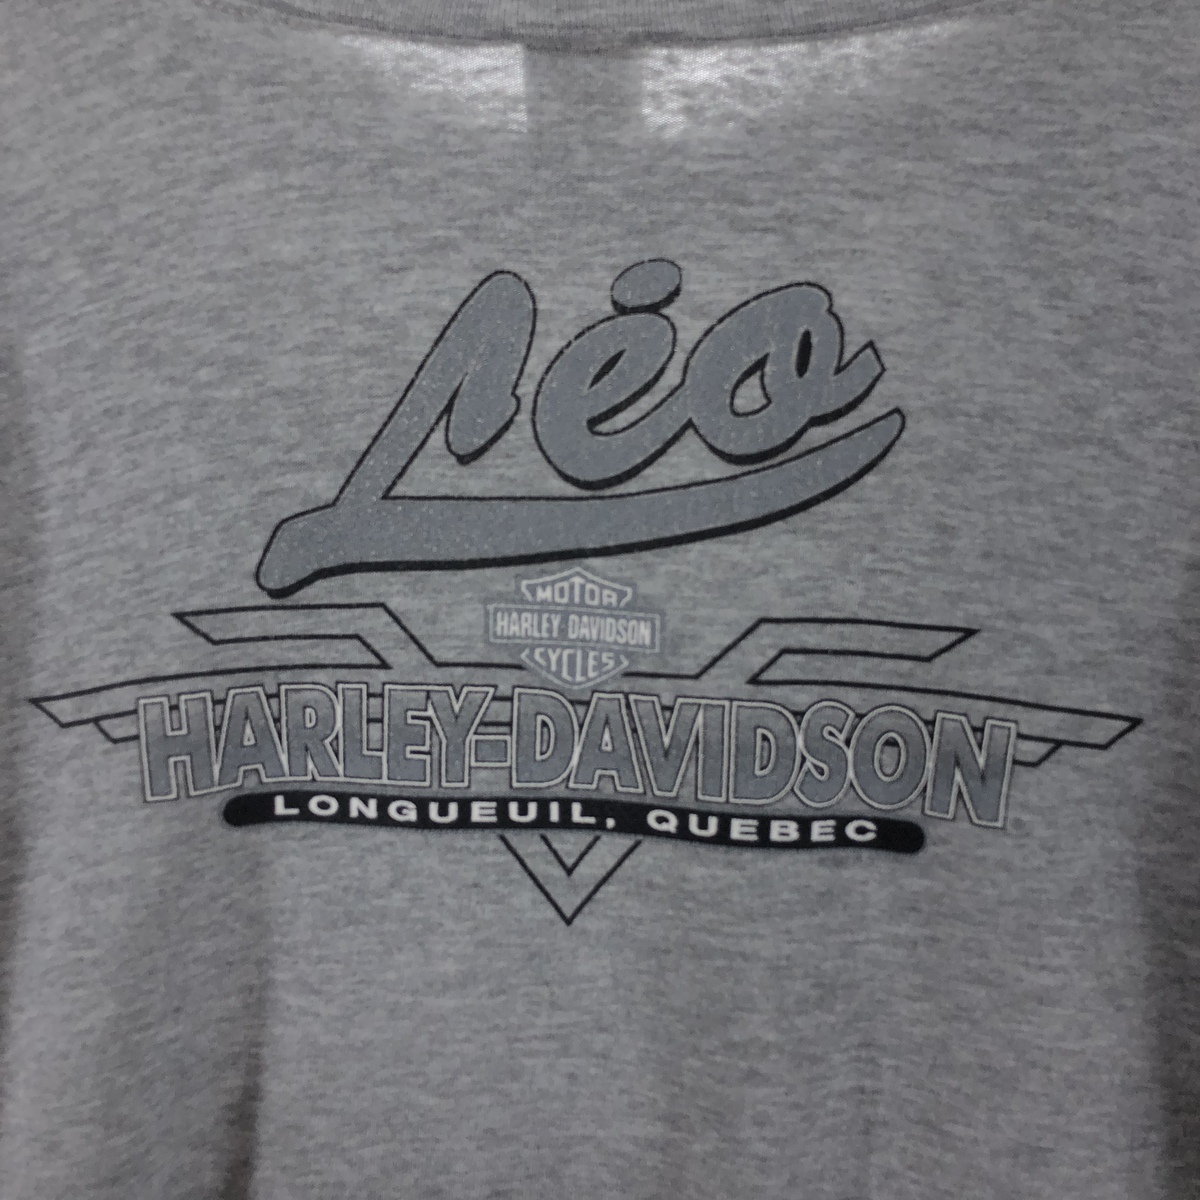 Léo
MOTOR
HARLEY DAVIDSON
CYCLES
HARLEY-DAVIDSON
LONGUEUIL, QUEBEC